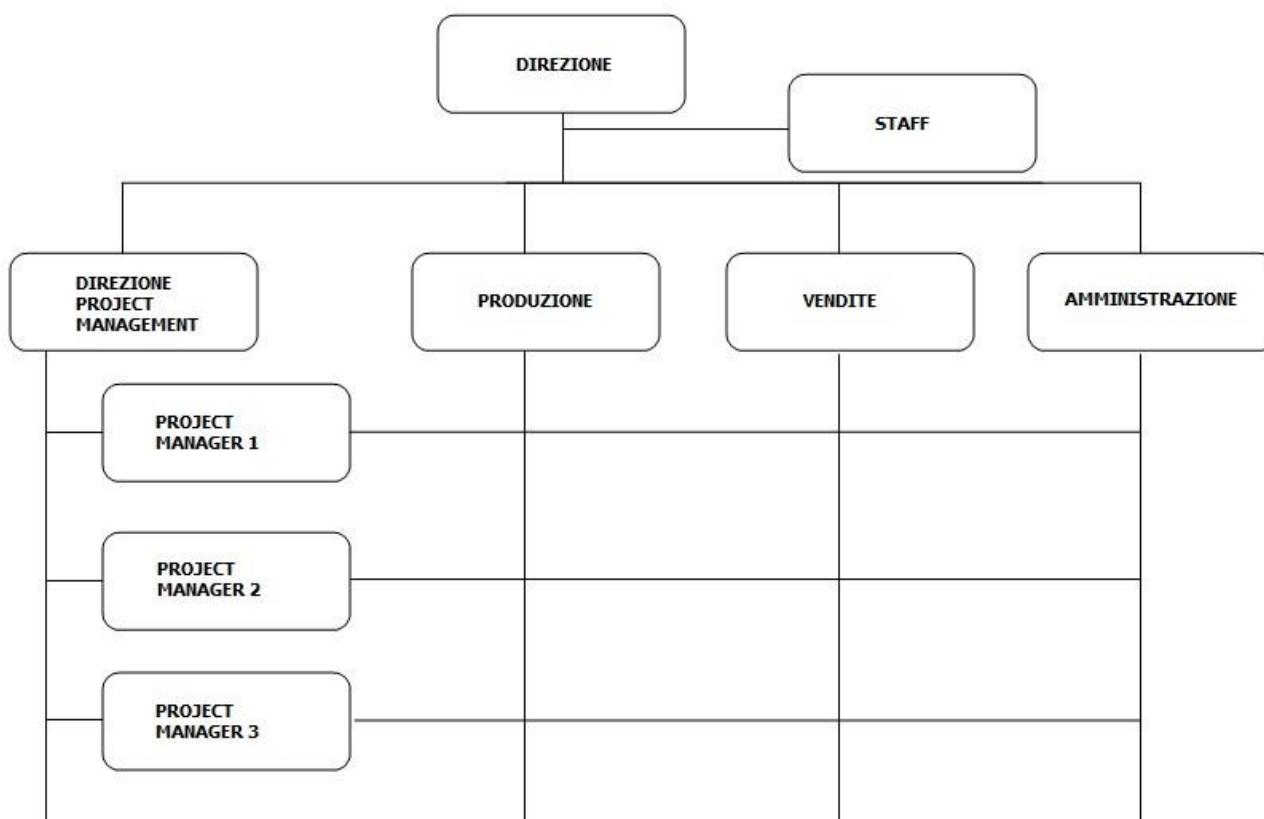 DIREZIONE
STAFF
DIREZIONE
PROJECT
MANAGEMENT
PRODUZIONE
VENDITE
AMMINISTRAZIONE
PROJECT
MANAGER 1
PROJECT
MANAGER 2
PROJECT
MANAGER 3